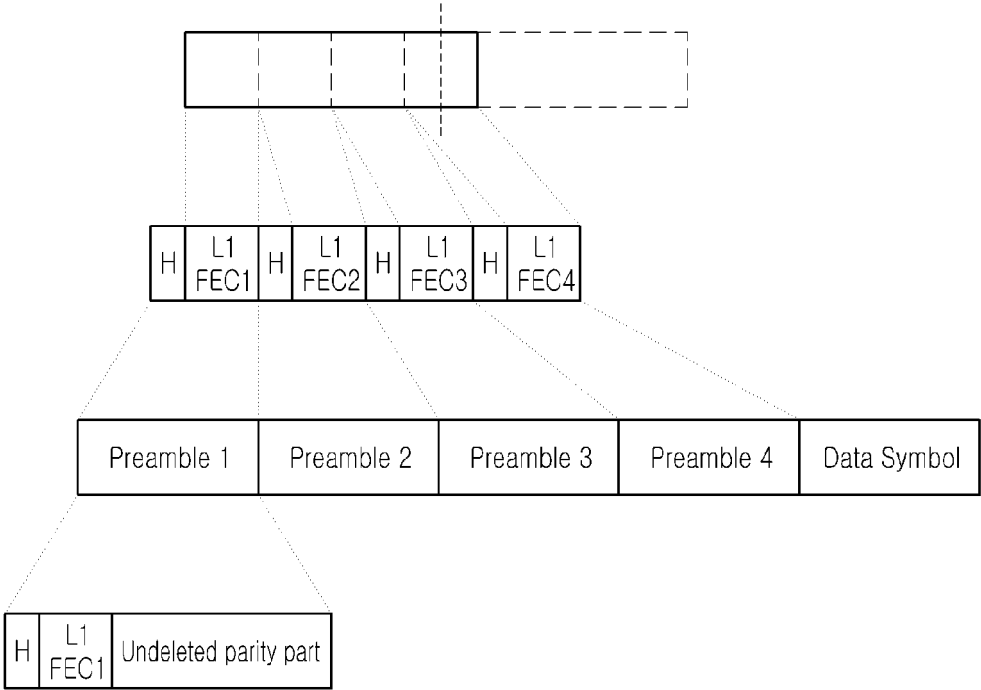 H
L1
FEC1
H
L1
FEC2
H
L1
FEC3
H
L1
FEC4
Preamble 1
Preamble 2
Preamble 3
Preamble 4
Data Symbol
H
L1
FEC1
Undeleted parity part